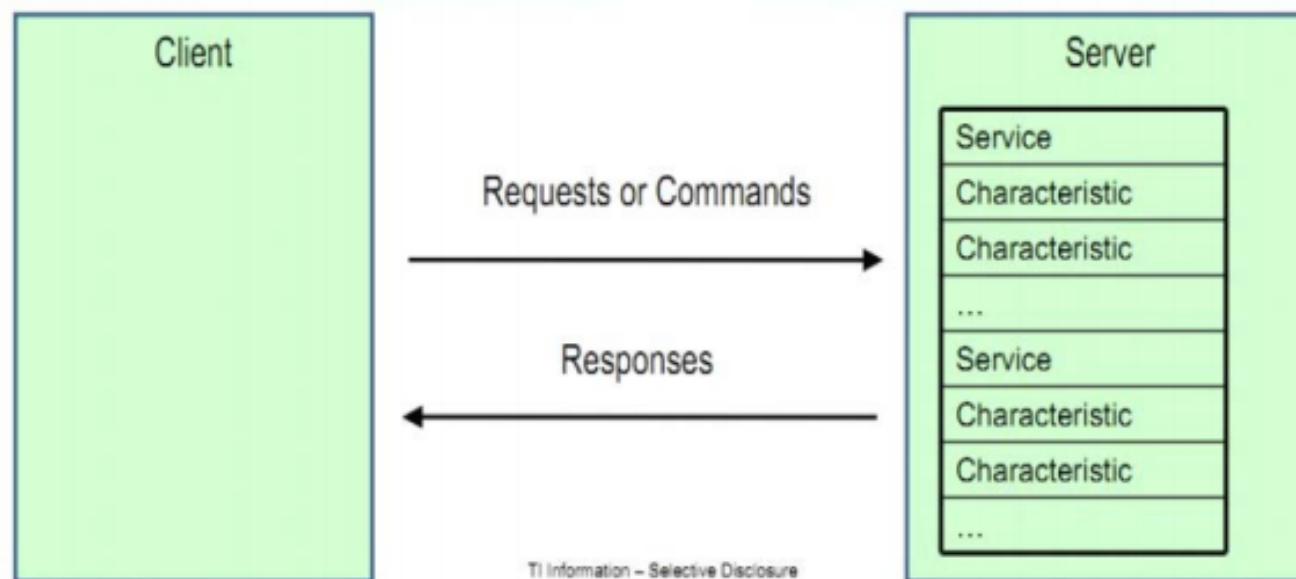 Client
Server
Service
Characteristic
Requests or Commands
Characteristic
...
Responses
Service
Characteristic
Characteristic
...
TI Information – Selective Disclosure